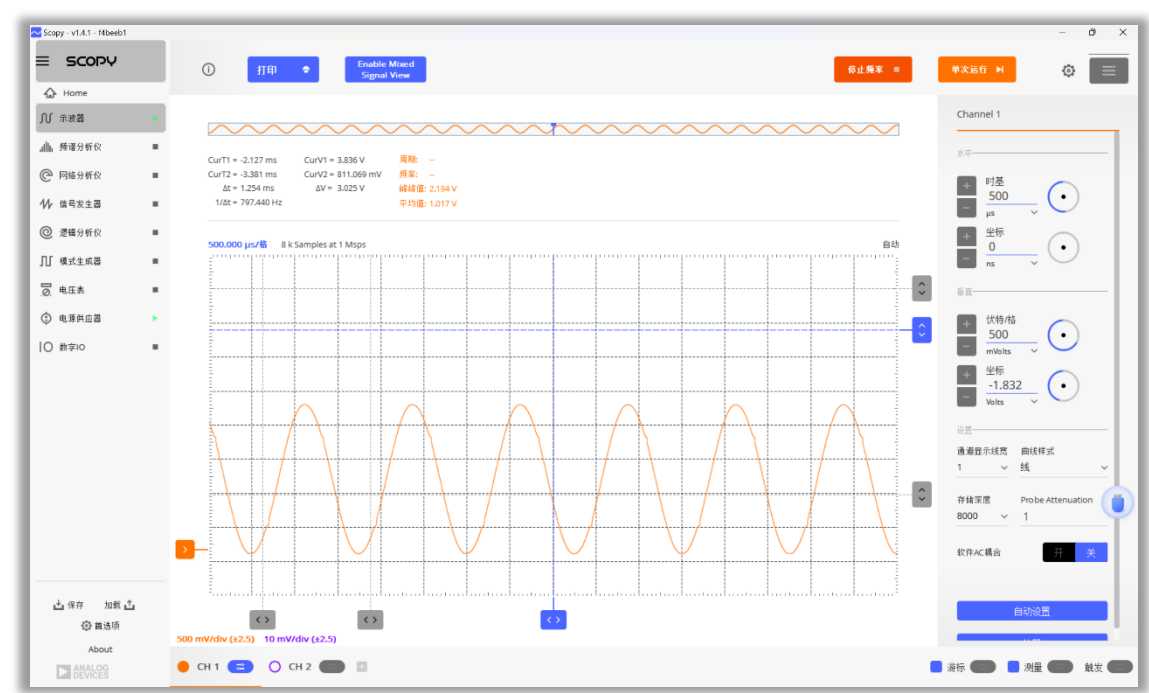 Scopy - v1.4.1 - f4beeb1
SCOPY
Home
示波器
频谱分析仪
网络分析仪
信号发生器
逻辑分析仪
模式生成器
电压表
电源供应器
数字IO
保存 加载
首选项
About
ANALOG
DEVICES
打印
Enable Mixed
Signal View
停止频率
单次运行
CurT1 = -2.127 ms CurV1 = 3.836 V 周期: --
CurT2 = -3.381 ms CurV2 = 811.069 mV 频率: --
Δt = 1.254 ms ΔV = 3.025 V 峰峰值: 2.194 V
1/Δt = 797.440 Hz 平均值: 1.017 V
500.000 µs/格 8 k Samples at 1 Msps 自动
500 mV/div (±2.5) 10 mV/div (±2.5)
CH 1 CH 2
游标 测量 触发
Channel 1
水平
时基
500
µs
坐标
0
ns
垂直
伏特/格
500
mVolts
坐标
-1.832
Volts
设置
通道显示线宽 曲线样式
1 线
存储深度 Probe Attenuation
8000 1
软件AC耦合 开 关
自动设置